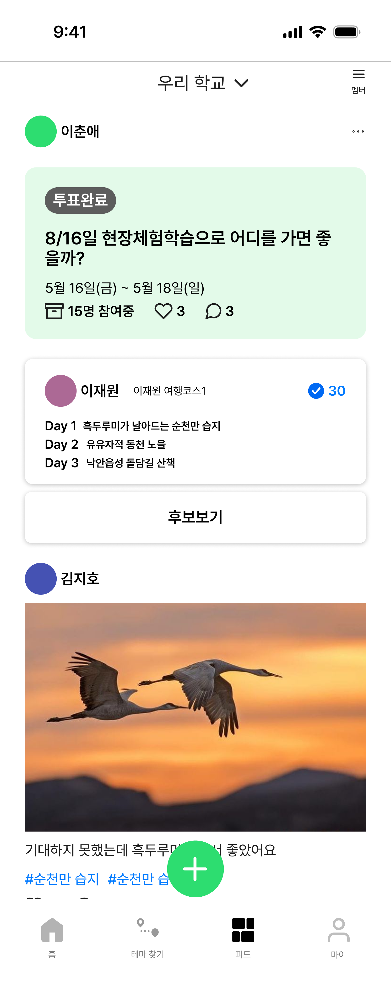 9:41
우리 학교
멤버
이춘애
투표완료
8/16일 현장체험학습으로 어디를 가면 좋
을까?
5월 16일(금) ~ 5월 18일(일)
15명 참여중 3 3
이재원 이재원 여행코스1 30
Day 1 흑두루미가 날아드는 순천만 습지
Day 2 유유자적 동천 노을
Day 3 낙안읍성 돌담길 산책
후보보기
김지호
기대하지 못했는데 흑두루 좋았어요
#순천만 습지 #순천만 습
홈 테마 찾기 피드 마이